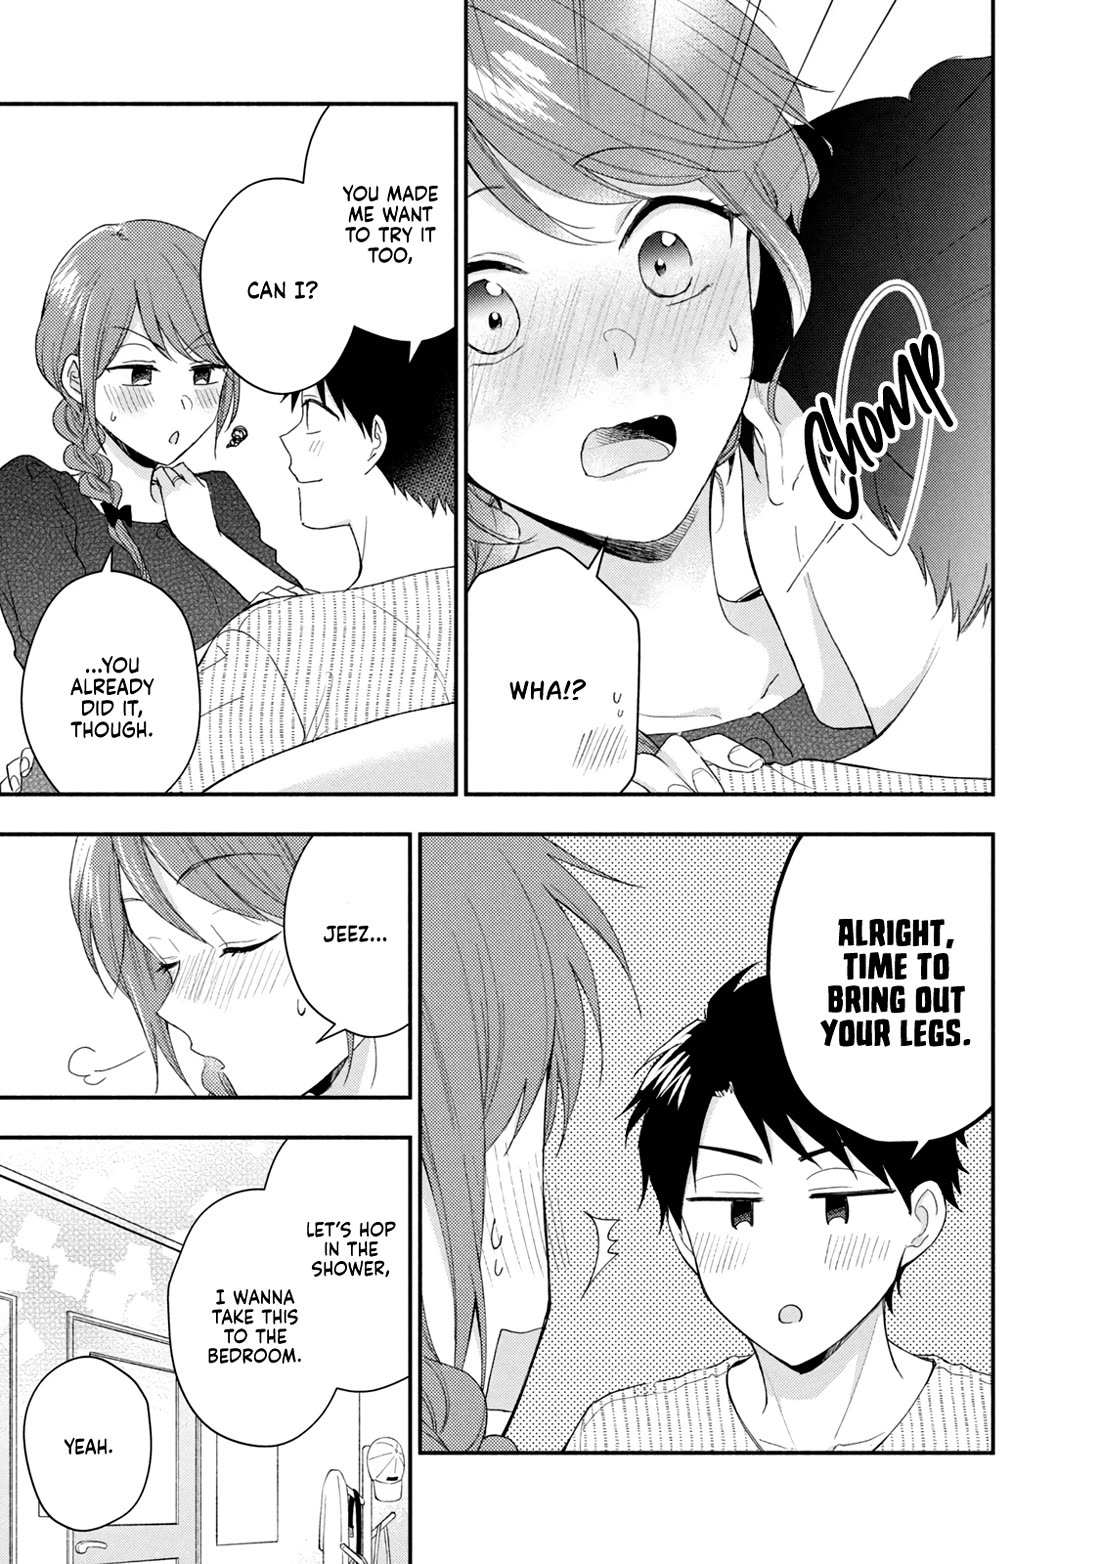 Chomp
WHA!?
YOU MADE
ME WANT
TO TRY IT
TOO,
CAN I?
...YOU
ALREADY
DID IT,
THOUGH.
ALRIGHT,
TIME TO
BRING OUT
YOUR LEGS.
JEEZ...
LET'S HOP
IN THE
SHOWER,
I WANNA
TAKE THIS
TO THE
BEDROOM.
YEAH.